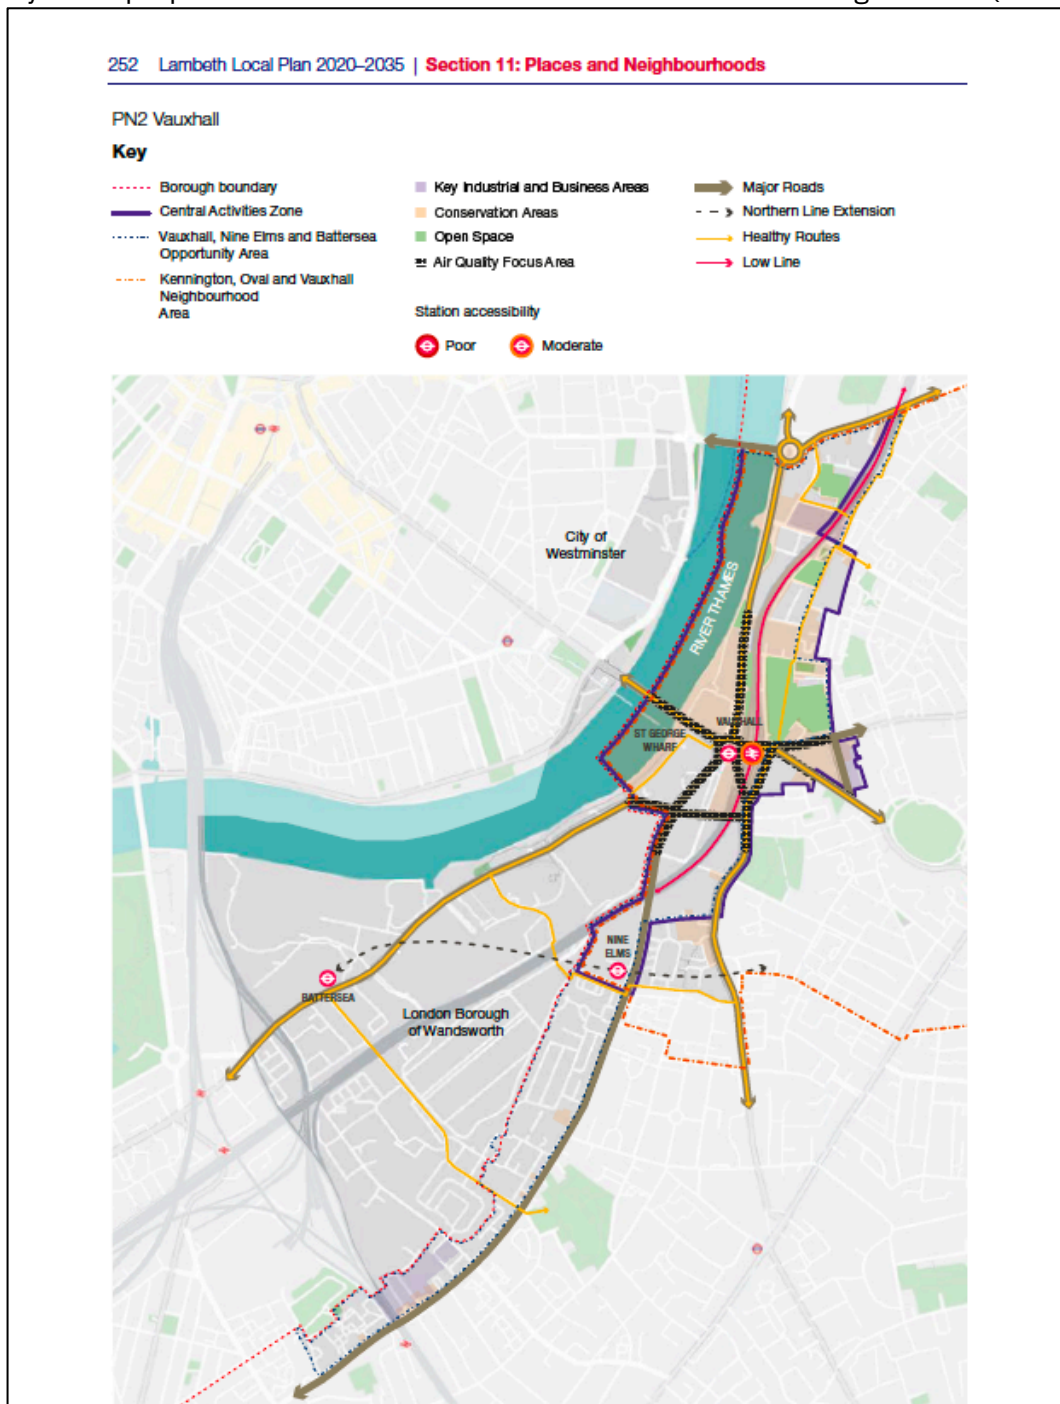 252 Lambeth Local Plan 2020–2035 | Section 11: Places and Neighbourhoods
PN2 Vauxhall
Key
Borough boundary
Central Activities Zone
Vauxhall, Nine Elms and Battersea
Opportunity Area
Kennington, Oval and Vauxhall
Neighbourhood
Area
Key Industrial and Business Areas
Conservation Areas
Open Space
Air Quality Focus Area
Station accessibility
Poor
Moderate
Major Roads
Northern Line Extension
Healthy Routes
Low Line
City of
Westminster
RIVER THAMES
VAUXHALL
ST GEORGE
WHARF
NINE
ELMS
BATTERSEA
London Borough
of Wandsworth